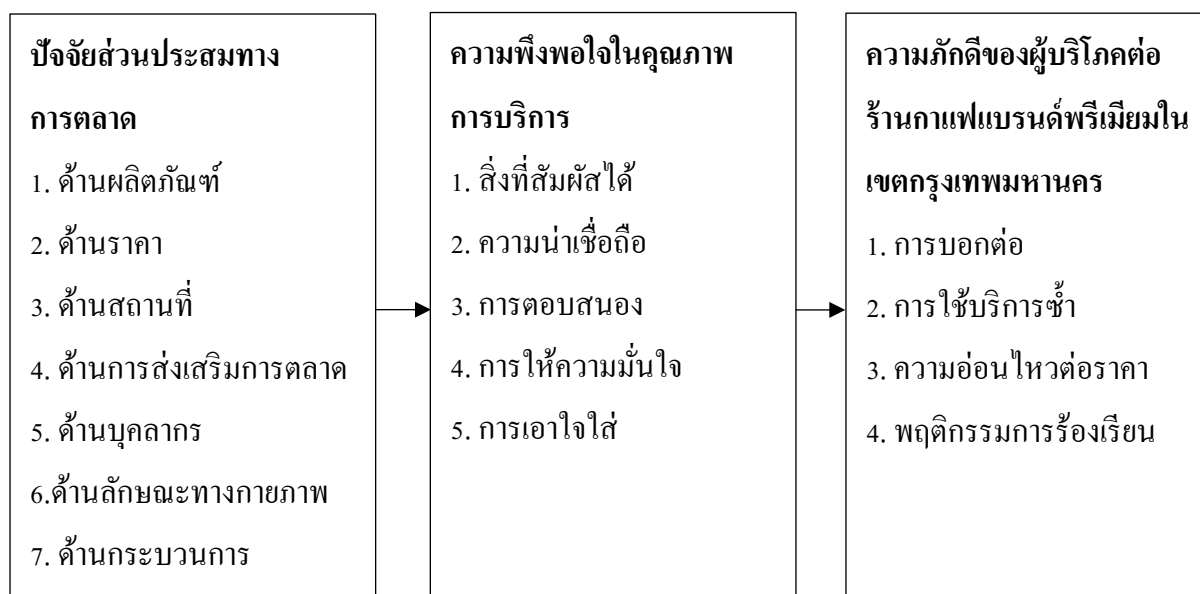 ปัจจัยส่วนประสมทาง
การตลาด
1. ด้านผลิตภัณฑ์
2. ด้านราคา
3. ด้านสถานที่
4. ด้านการส่งเสริมการตลาด
5. ด้านบุคลากร
6.ด้านลักษณะทางกายภาพ
7. ด้านกระบวนการ
ความพึงพอใจในคุณภาพ
การบริการ
1. สิ่งที่สัมผัสได้
2. ความน่าเชื่อถือ
3. การตอบสนอง
4. การให้ความมั่นใจ
5. การเอาใจใส่
ความภักดีของผู้บริโภคต่อ
ร้านกาแฟแบรนด์พรีเมียมใน
เขตกรุงเทพมหานคร
1. การบอกต่อ
2. การใช้บริการซ้ำ
3. ความอ่อนไหวต่อราคา
4. พฤติกรรมการร้องเรียน